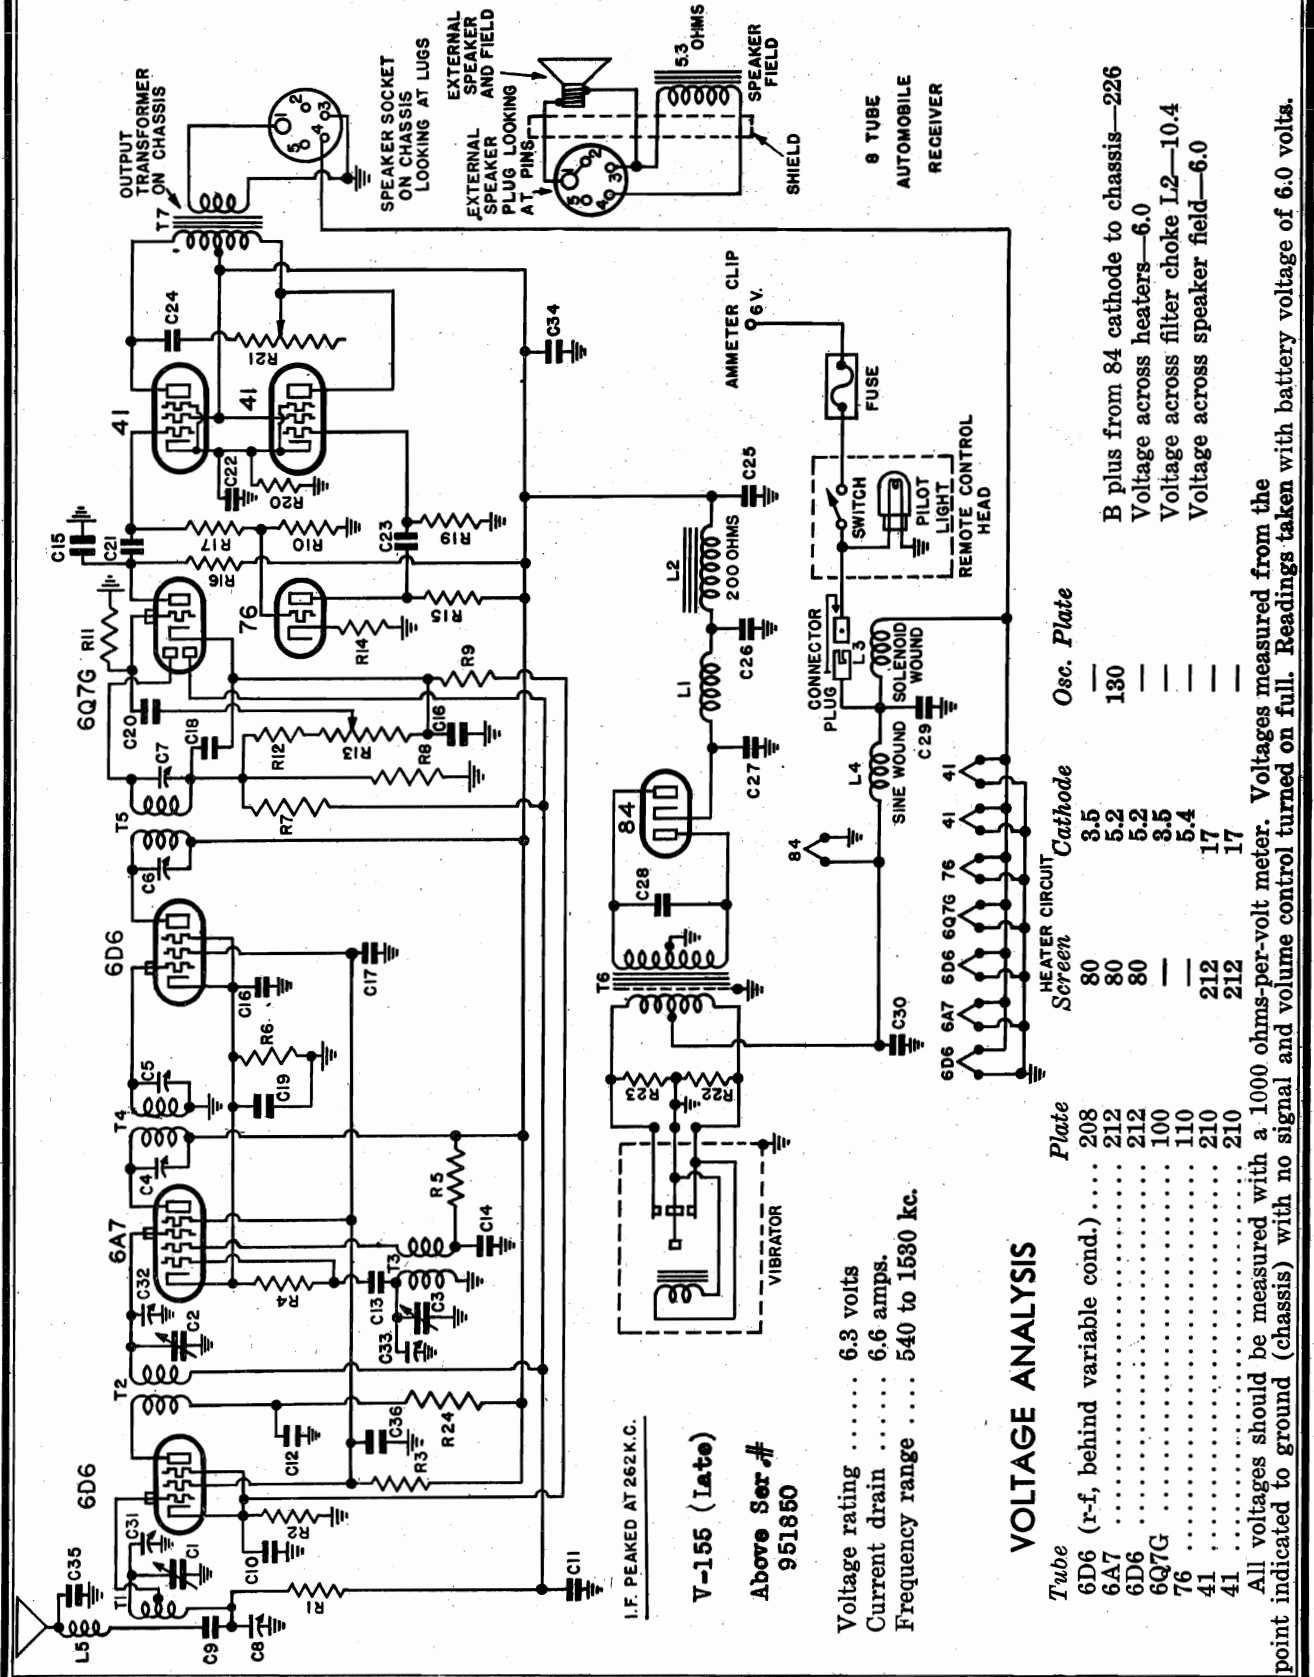 OUTPUT
TRANSFORMER
ON CHASSIS
T7
1
2
3
4
5
SPEAKER SOCKET
ON CHASSIS
LOOKING AT LUGS
EXTERNAL
SPEAKER
AND FIELD
EXTERNAL
SPEAKER
PLUG LOOKING
AT PINS
1
2
3
4
5
5.3
OHMS
SPEAKER
FIELD
SHIELD
8 TUBE
AUTOMOBILE
RECEIVER
6D6
6A7
6D6
6Q7G
76
41
41
L5
C35
T1
C31
C1
C9
C8
R1
C11
C10
R2
C12
R3
C36
R24
T2
C32
C2
R4
C13
C33
C3
T3
C14
R5
C4
T4
C5
C19
R6
C16
C17
C6
T5
C7
C18
C20
R7
R12
R13
R8
C16
R9
R11
C15
C21
R16
R17
R10
R14
R15
C23
R19
R20
C22
C24
R21
C34
I.F. PEAKED AT 262 K.C.
V-155 (Late)
Above Ser.#
951850
VIBRATOR
R23
R22
T6
C28
84
C27
L1
C26
L2
200 OHMS
C25
AMMETER CLIP
6 V.
FUSE
SWITCH
PILOT
LIGHT
REMOTE CONTROL
HEAD
CONNECTOR
PLUG
L3
SOLENOID
WOUND
L4
SINE WOUND
C29
C30
84
6D6
6A7
6D6
6Q7G
76
41
41
HEATER CIRCUIT
Voltage rating ...... 6.3 volts
Current drain ...... 6.6 amps.
Frequency range .... 540 to 1530 kc.
VOLTAGE ANALYSIS
Tube Plate Screen Cathode Osc. Plate
6D6 (r-f, behind variable cond.).... 208 80 3.5 —
6A7 .......... 212 80 5.2 130
6D6 .......... 212 80 5.2 —
6Q7G .......... 100 — 3.5 —
76 .......... 110 — 5.4 —
41 .......... 210 212 17 —
41 .......... 210 212 17 —
B plus from 84 cathode to chassis—226
Voltage across heaters—6.0
Voltage across filter choke L2—10.4
Voltage across speaker field—6.0
All voltages should be measured with a 1000 ohms-per-volt meter. Voltages measured from the
point indicated to ground (chassis) with no signal and volume control turned on full. Readings taken with battery voltage of 6.0 volts.